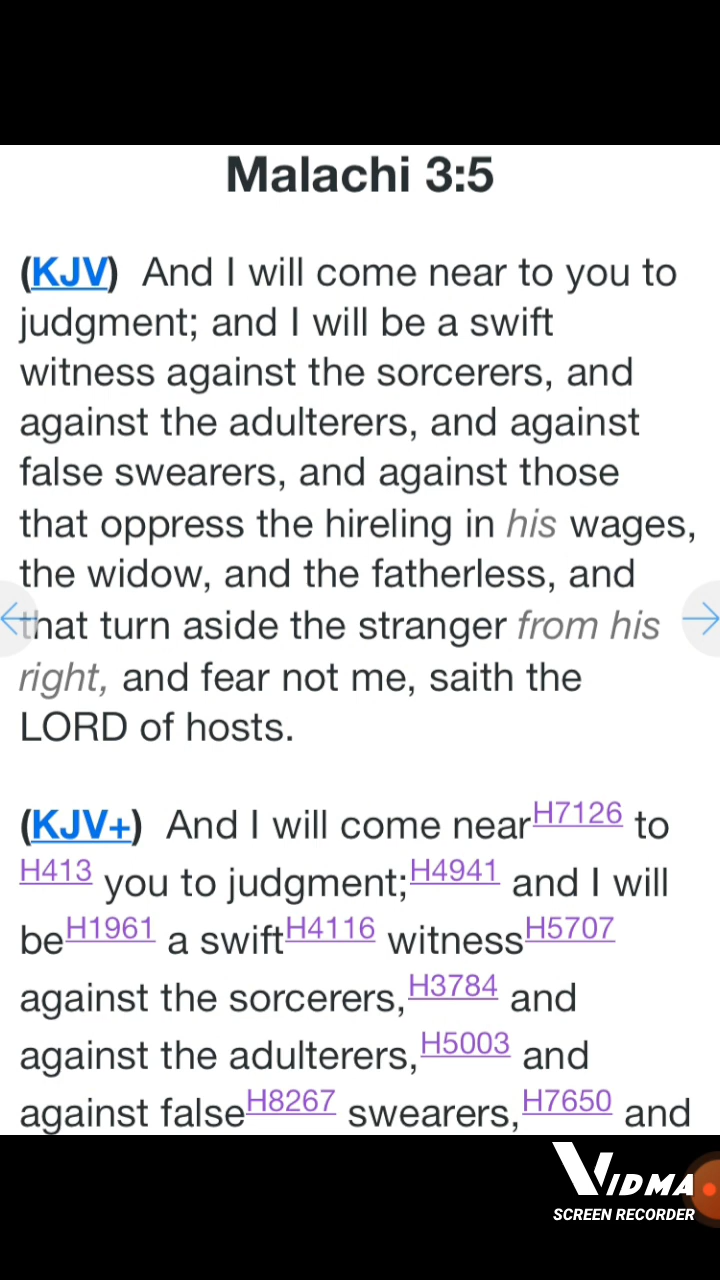 Malachi 3:5
(KJV) And I will come near to you to
judgment; and I will be a swift
witness against the sorcerers, and
against the adulterers, and against
false swearers, and against those
that oppress the hireling in his wages,
the widow, and the fatherless, and
that turn aside the stranger from his
right, and fear not me, saith the
LORD of hosts.
(KJV+) And I will come nearH7126 to
H413 you to judgment;H4941 and I will
beH1961 a swiftH4116 witnessH5707
against the sorcerers,H3784 and
against the adulterers,H5003 and
against falseH8267 swearers,H7650 and
VIDMA
SCREEN RECORDER